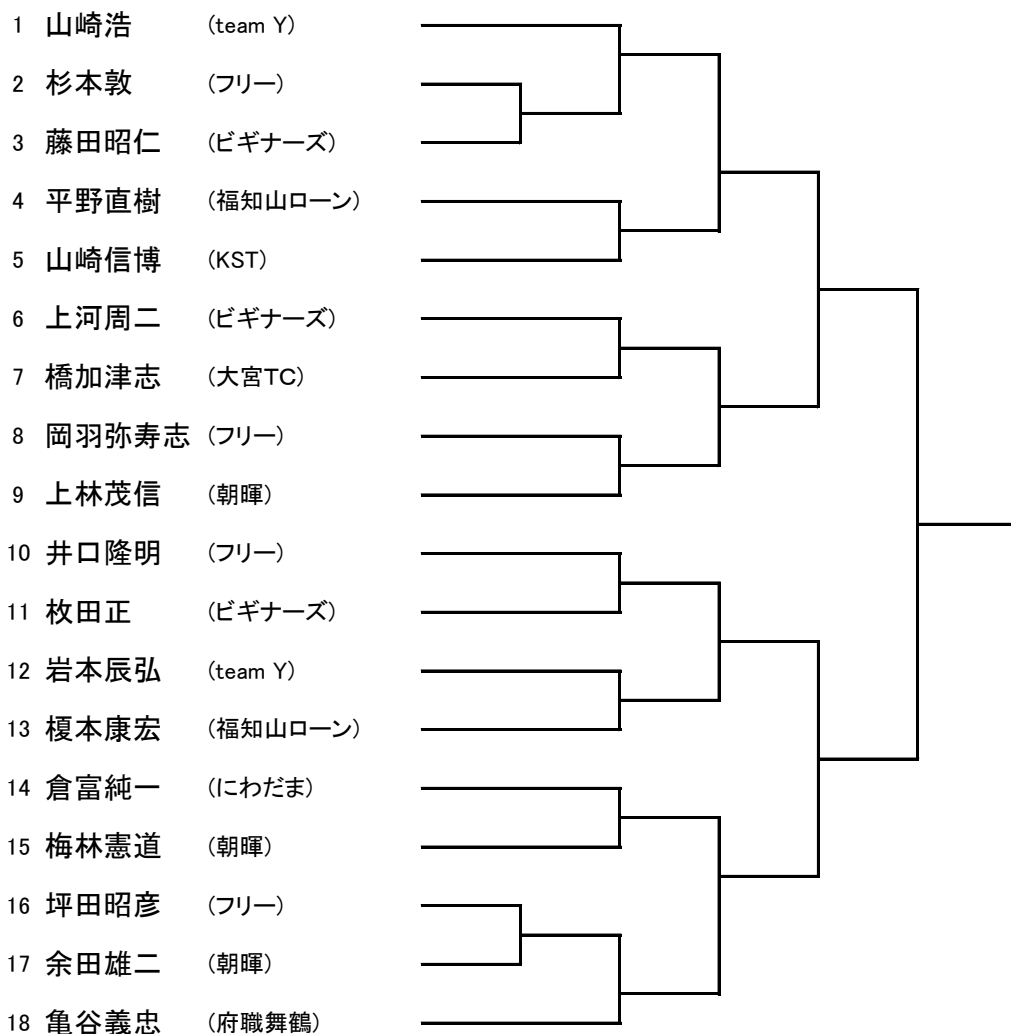 1 山崎浩 (team Y)
2 杉本敦 (フリー)
3 藤田昭仁 (ビギナーズ)
4 平野直樹 (福知山ローン)
5 山崎信博 (KST)
6 上河周二 (ビギナーズ)
7 橋加津志 (大宮TC)
8 岡羽弥寿志 (フリー)
9 上林茂信 (朝暉)
10 井口隆明 (フリー)
11 枚田正 (ビギナーズ)
12 岩本辰弘 (team Y)
13 榎本康宏 (福知山ローン)
14 倉富純一 (にわだま)
15 梅林憲道 (朝暉)
16 坪田昭彦 (フリー)
17 余田雄二 (朝暉)
18 亀谷義忠 (府職舞鶴)